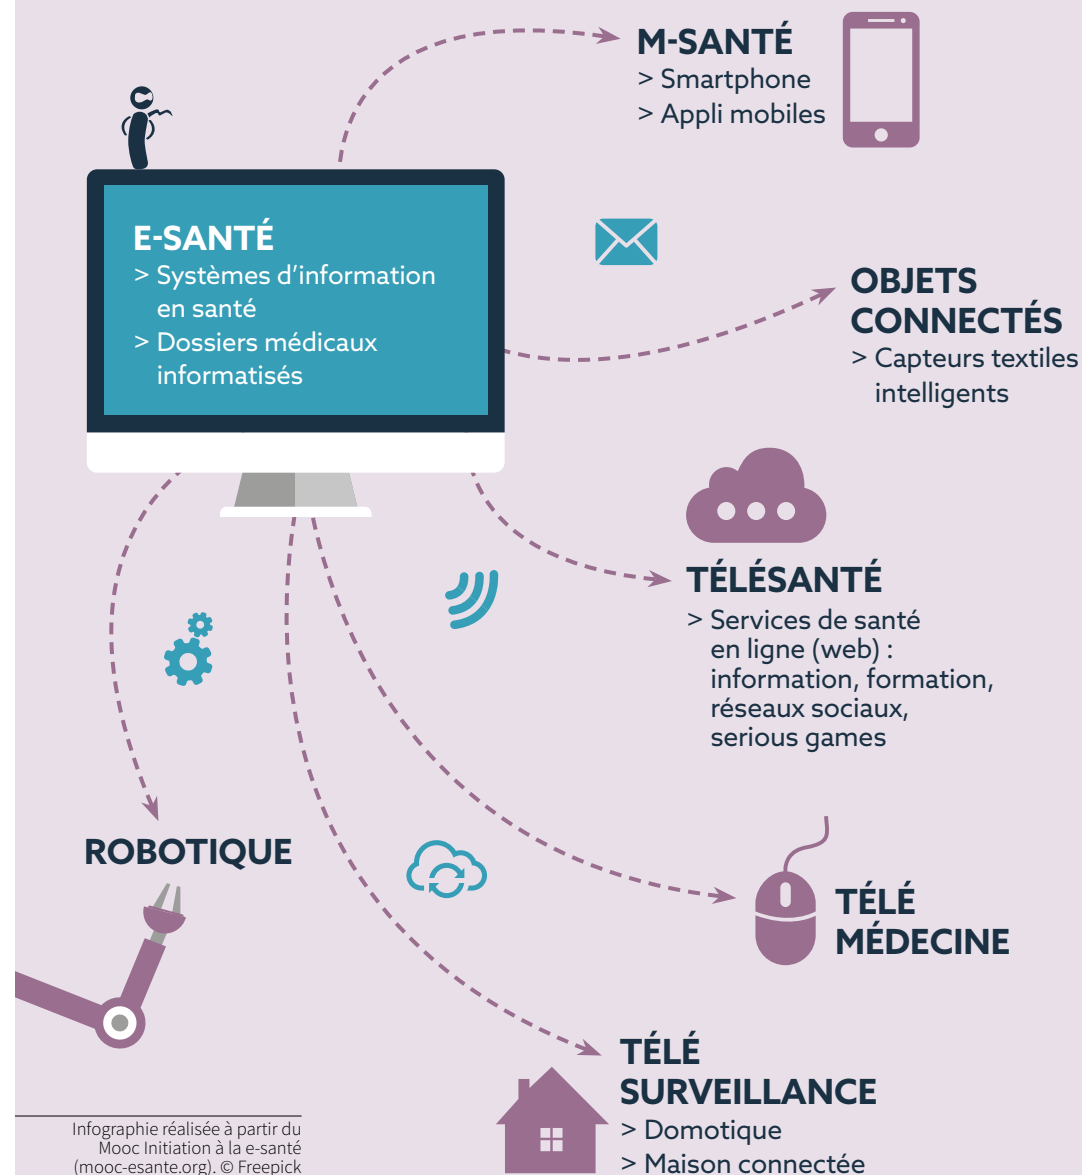 M-SANTÉ
> Smartphone
> Appli mobiles
E-SANTÉ
> Systèmes d'information
en santé
> Dossiers médicaux
informatisés
OBJETS
CONNECTÉS
> Capteurs textiles
intelligents
TÉLÉSANTÉ
> Services de santé
en ligne (web) :
information, formation,
réseaux sociaux,
serious games
ROBOTIQUE
TÉLÉ
MÉDECINE
TÉLÉ
SURVEILLANCE
> Domotique
> Maison connectée
Infographie réalisée à partir du
Mooc Initiation à la e-santé
(mooc-esante.org). © Freepick